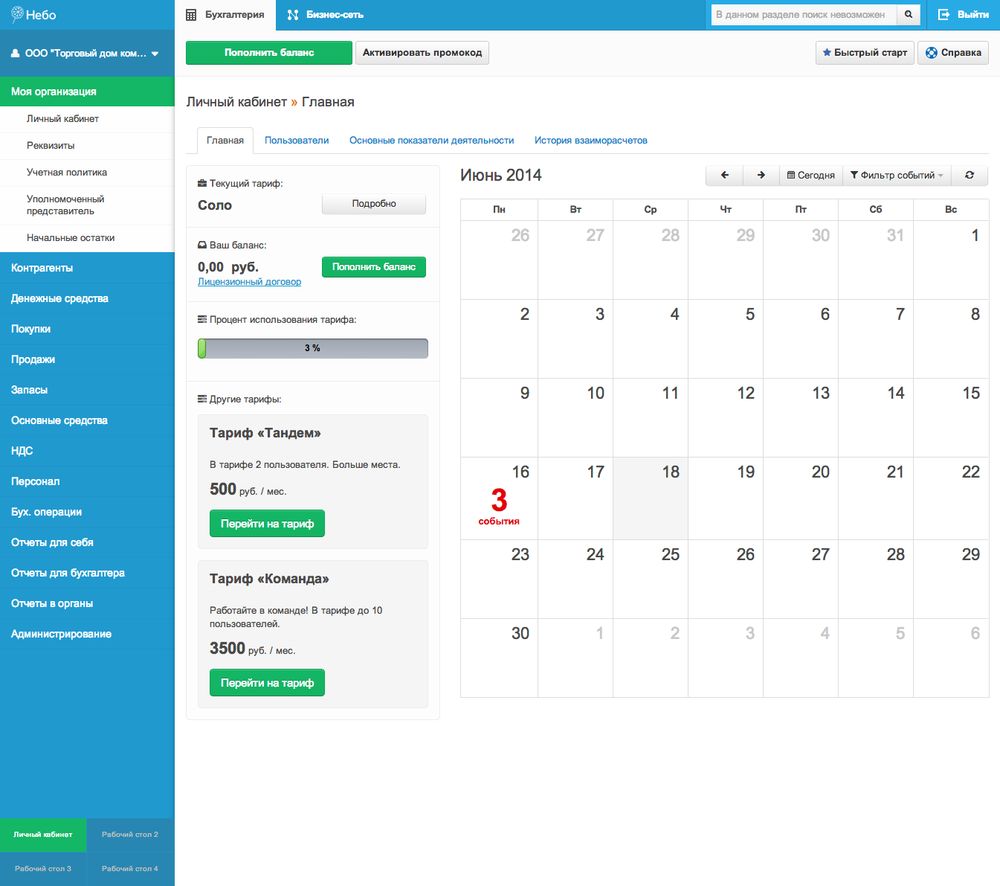 Небо
Бухгалтерия
Бизнес-сеть
В данном разделе поиск невозможен
Выйти
ООО "Торговый дом ком...
Пополнить баланс
Активировать промокод
Быстрый старт
Справка
Моя организация
Личный кабинет
Реквизиты
Учетная политика
Уполномоченный
представитель
Начальные остатки
Контрагенты
Денежные средства
Покупки
Продажи
Запасы
Основные средства
НДС
Персонал
Бух. операции
Отчеты для себя
Отчеты для бухгалтера
Отчеты в органы
Администрирование
Личный кабинет
Рабочий стол 2
Рабочий стол 3
Рабочий стол 4
Личный кабинет » Главная
Главная
Пользователи
Основные показатели деятельности
История взаиморасчетов
Текущий тариф:
Соло
Подробно
Ваш баланс:
0,00 руб.
Пополнить баланс
Лицензионный договор
Процент использования тарифа:
3 %
Другие тарифы:
Тариф «Тандем»
В тарифе 2 пользователя. Больше места.
500 руб. / мес.
Перейти на тариф
Тариф «Команда»
Работайте в команде! В тарифе до 10
пользователей.
3500 руб. / мес.
Перейти на тариф
Июнь 2014
Сегодня
Фильтр событий
Пн Вт Ср Чт Пт Сб Вс
26 27 28 29 30 31 1
2 3 4 5 6 7 8
9 10 11 12 13 14 15
16 17 18 19 20 21 22
3
события
23 24 25 26 27 28 29
30 1 2 3 4 5 6